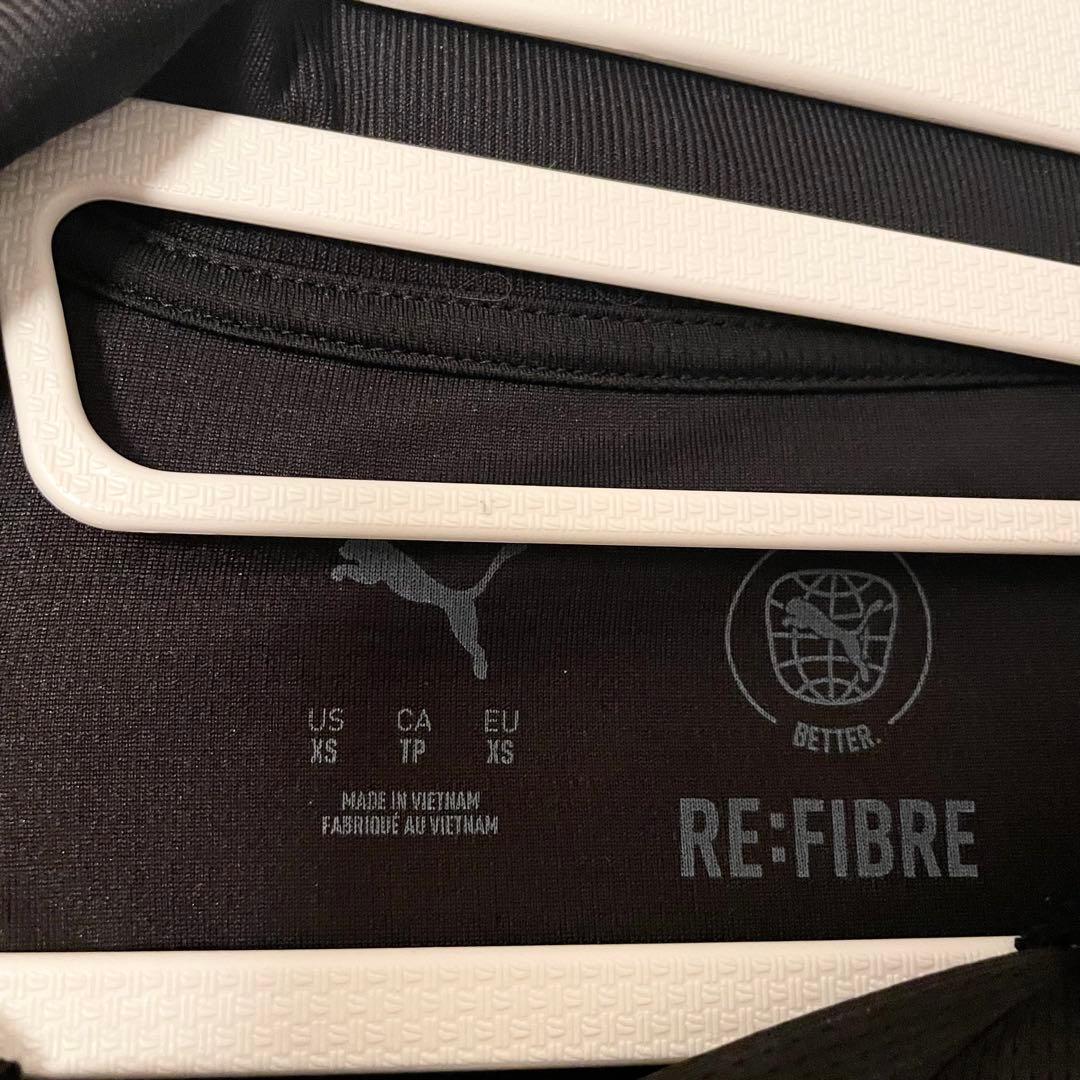 US CA EU
XS TP XS
MADE IN VIETNAM
FABRIQUÉ AU VIETNAM
BETTER.
RE:FIBRE